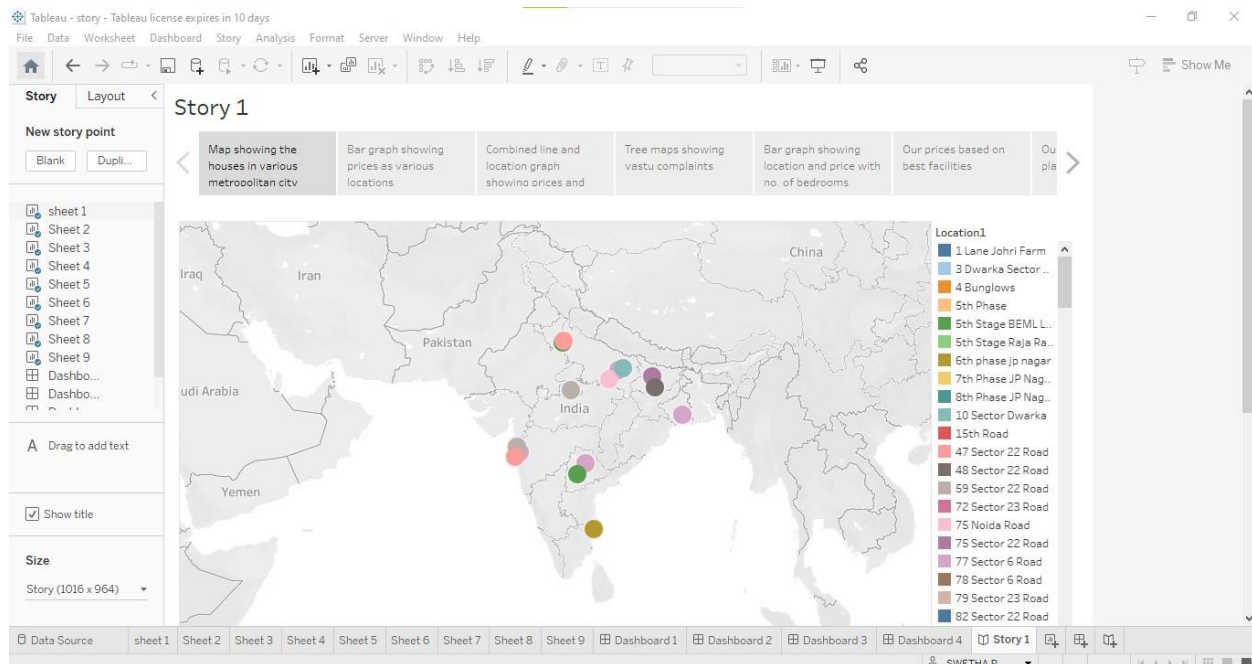 Tableau - story - Tableau license expires in 10 days
File Data Worksheet Dashboard Story Analysis Format Server Window Help
Show Me
Story Layout
New story point
Blank Dupli...
sheet 1
Sheet 2
Sheet 3
Sheet 4
Sheet 5
Sheet 6
Sheet 7
Sheet 8
Sheet 9
Dashbo...
Dashbo...
A Drag to add text
Show title
Size
Story (1016 x 964)
Story 1
Map showing the
houses in various
metropolitan city
Bar graph showing
prices as various
locations
Combined line and
location graph
showing prices and
Tree maps showing
vastu complaints
Bar graph showing
location and price with
no. of bedrooms
Our prices based on
best facilities
Ou
pla
Iraq
Iran
China
Pakistan
udi Arabia
India
Yemen
Location1
1 Lane Johri Farm
3 Dwarka Sector ..
4 Bunglows
5th Phase
5th Stage BEML L..
5th Stage Raja Ra..
6th phase jp nagar
7th Phase JP Nag..
8th Phase JP Nag..
10 Sector Dwarka
15th Road
47 Sector 22 Road
48 Sector 22 Road
59 Sector 22 Road
72 Sector 23 Road
75 Noida Road
75 Sector 22 Road
77 Sector 6 Road
78 Sector 6 Road
79 Sector 23 Road
82 Sector 22 Road
Data Source sheet 1 Sheet 2 Sheet 3 Sheet 4 Sheet 5 Sheet 6 Sheet 7 Sheet 8 Sheet 9 Dashboard 1 Dashboard 2 Dashboard 3 Dashboard 4 Story 1
SWETHA P